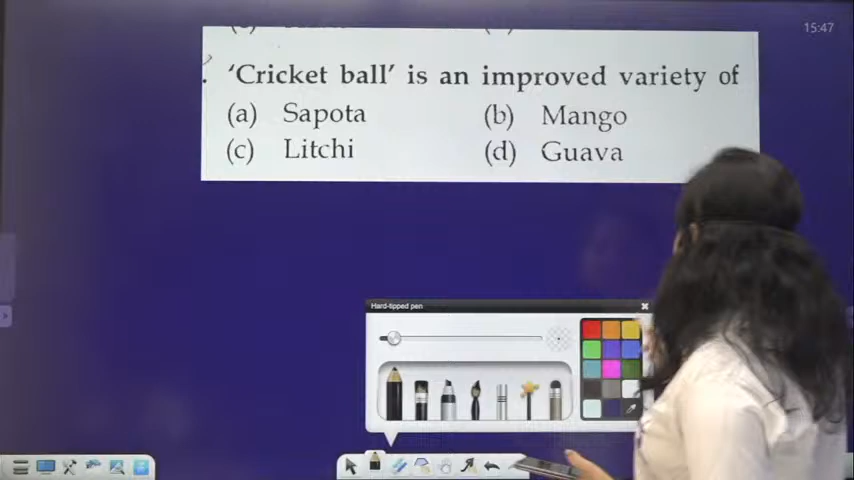 15:47
'Cricket ball' is an improved variety of
(a) Sapota (b) Mango
(c) Litchi (d) Guava
Hard-tipped pen